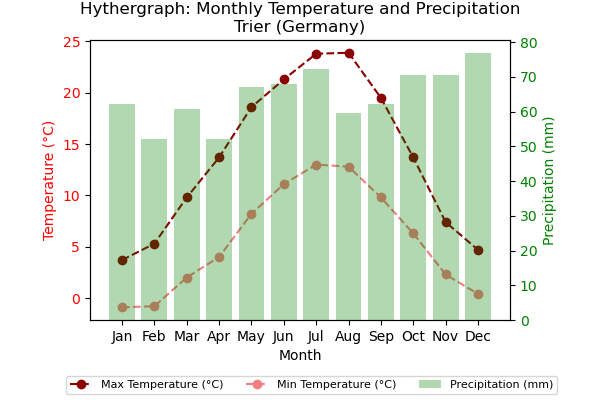 Hythergraph: Monthly Temperature and Precipitation
Trier (Germany)
25
20
15
10
5
0
Temperature (°C)
80
70
60
50
40
30
20
10
0
Precipitation (mm)
Jan Feb Mar Apr May Jun Jul Aug Sep Oct Nov Dec
Month
Max Temperature (°C) Min Temperature (°C) Precipitation (mm)